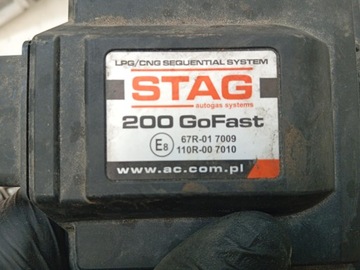 LPG/CNG SEQUENTIAL SYSTEM
STAG
autogas systems
200 GoFast
E8 67R-01 7009
110R-00 7010
www.ac.com.pl